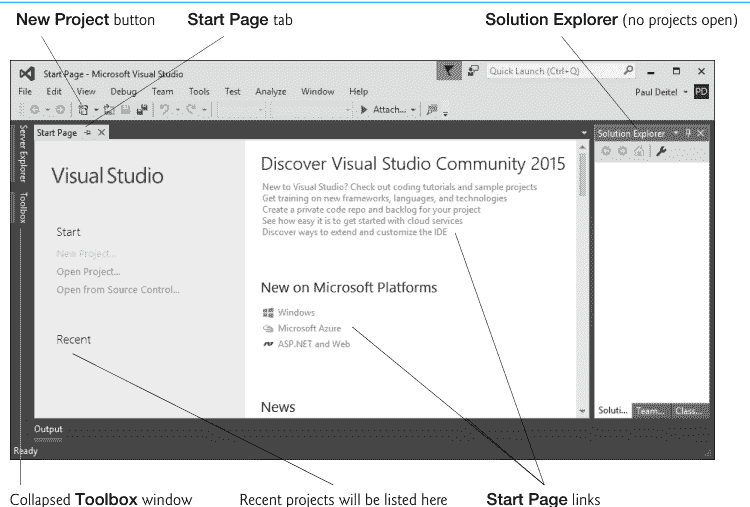 New Project button
Start Page tab
Solution Explorer (no projects open)
Start Page - Microsoft Visual Studio
Quick Launch (Ctrl+Q)
File Edit View Debug Team Tools Test Analyze Window Help
Paul Deitel PD
Attach...
Server Explorer
Toolbox
Start Page
Visual Studio
Start
New Project...
Open Project...
Open from Source Control...
Recent
Discover Visual Studio Community 2015
New to Visual Studio? Check out coding tutorials and sample projects
Get training on new frameworks, languages, and technologies
Create a private code repo and backlog for your project
See how easy it is to get started with cloud services
Discover ways to extend and customize the IDE
New on Microsoft Platforms
Windows
Microsoft Azure
ASP.NET and Web
News
Solution Explorer
Soluti... Team... Class...
Output
Ready
Collapsed Toolbox window
Recent projects will be listed here
Start Page links